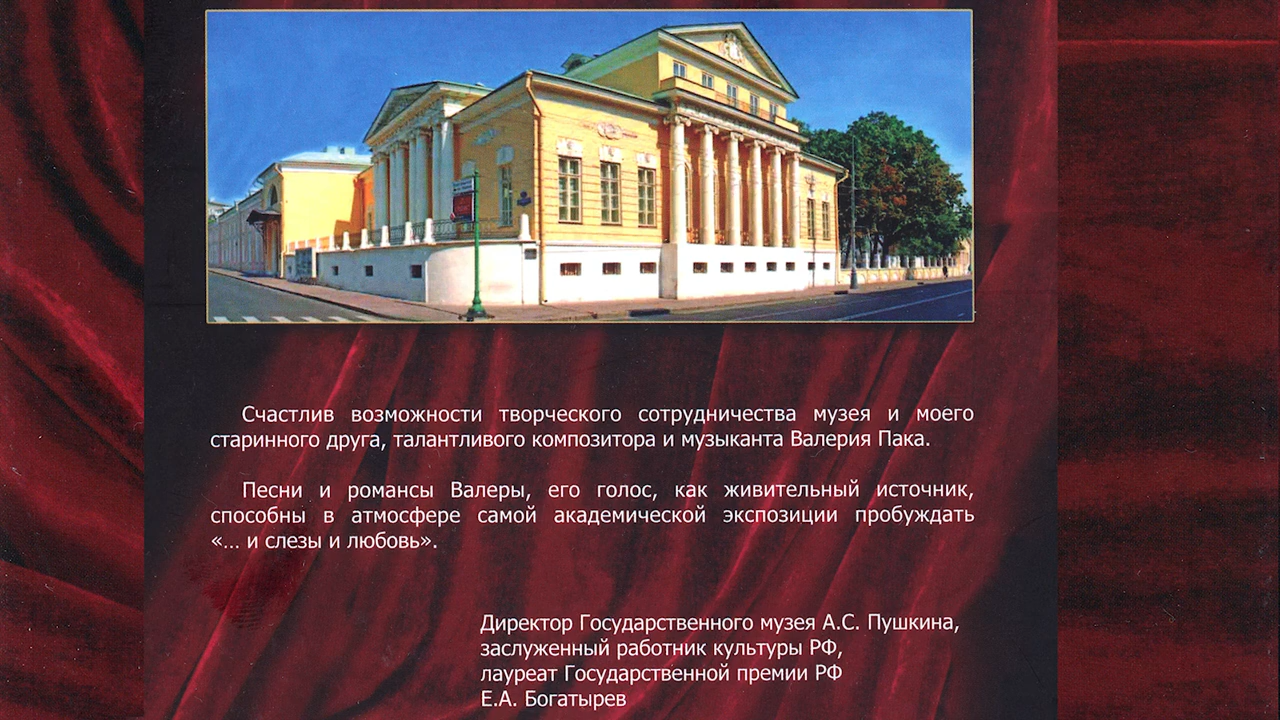 Счастлив возможности творческого сотрудничества музея и моего
старинного друга, талантливого композитора и музыканта Валерия Пака.
Песни и романсы Валеры, его голос, как живительный источник,
способны в атмосфере самой академической экспозиции пробуждать
«... и слезы и любовь».
Директор Государственного музея А.С. Пушкина,
заслуженный работник культуры РФ,
лауреат Государственной премии РФ
Е.А. Богатырев